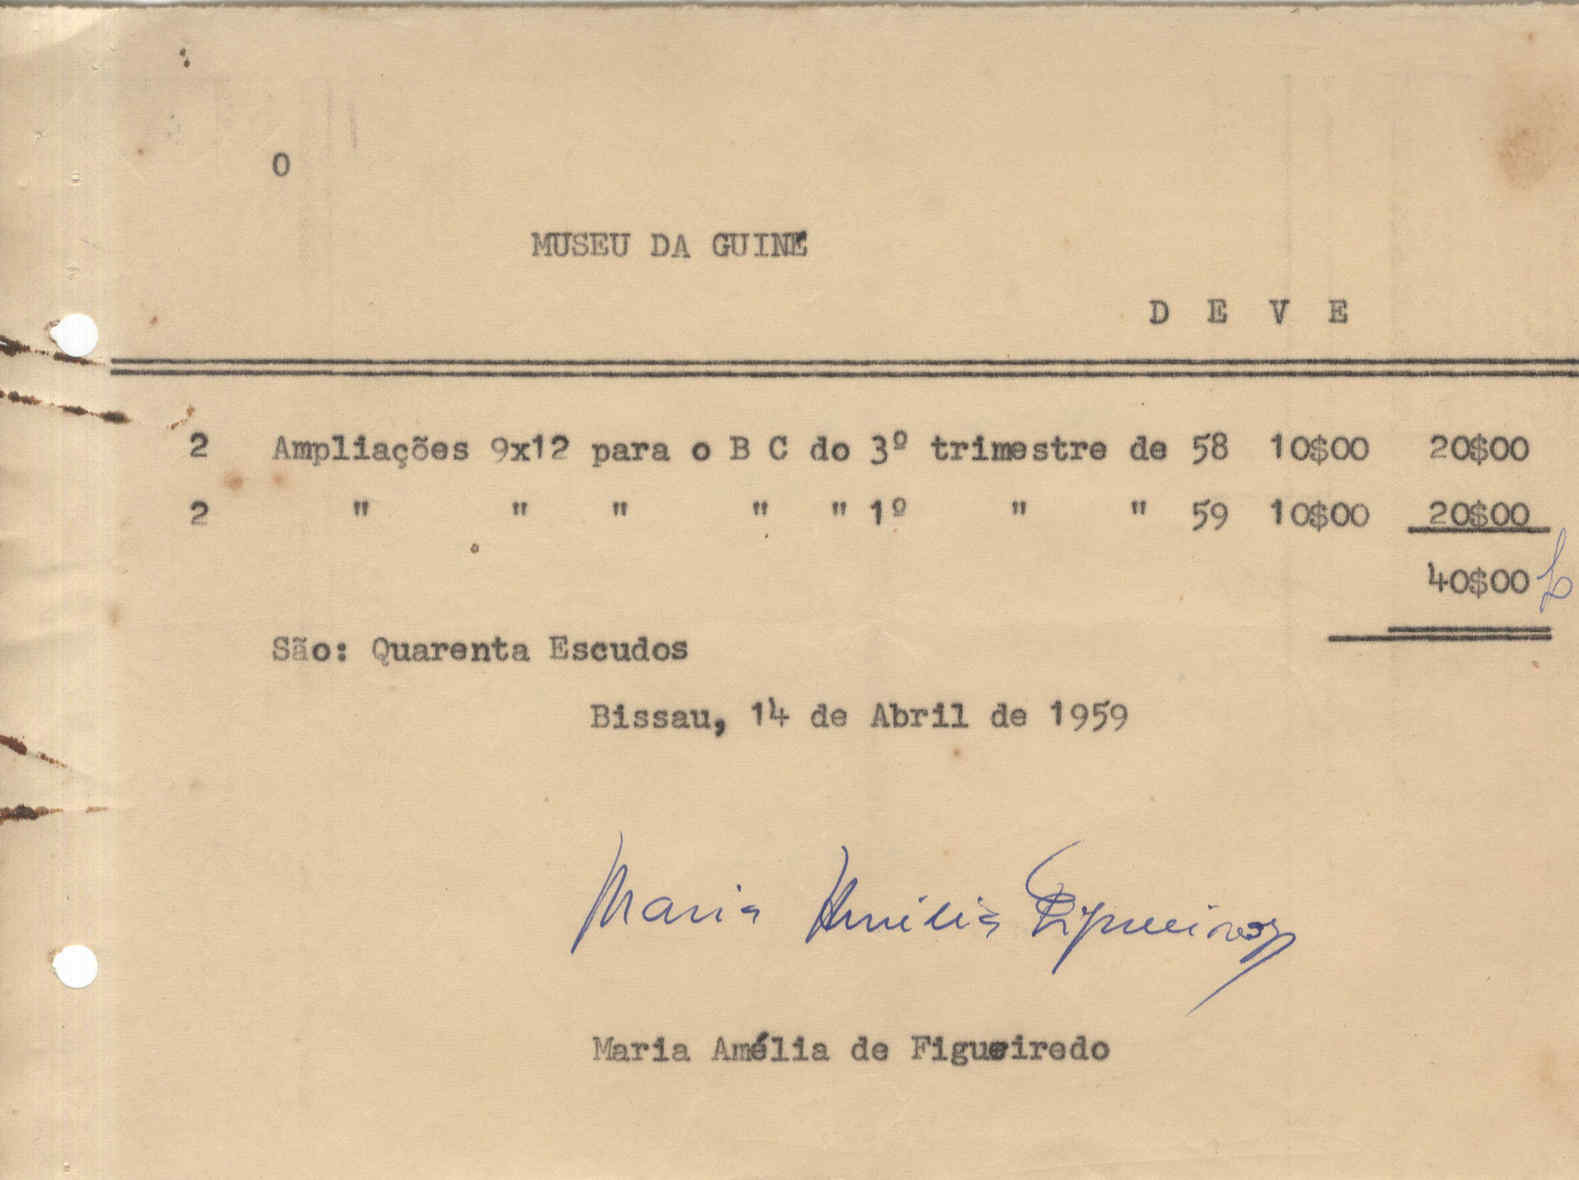 O
MUSEU DA GUINÉ
D E V E
2 Ampliações 9x12 para o B C do 3º trimestre de 58 10$00 20$00
2 " " " " " 1º " " 59 10$00 20$00
40$00
São: Quarenta Escudos
Bissau, 14 de Abril de 1959
Maria Amélia Figueiredo
Maria Amélia de Figueiredo